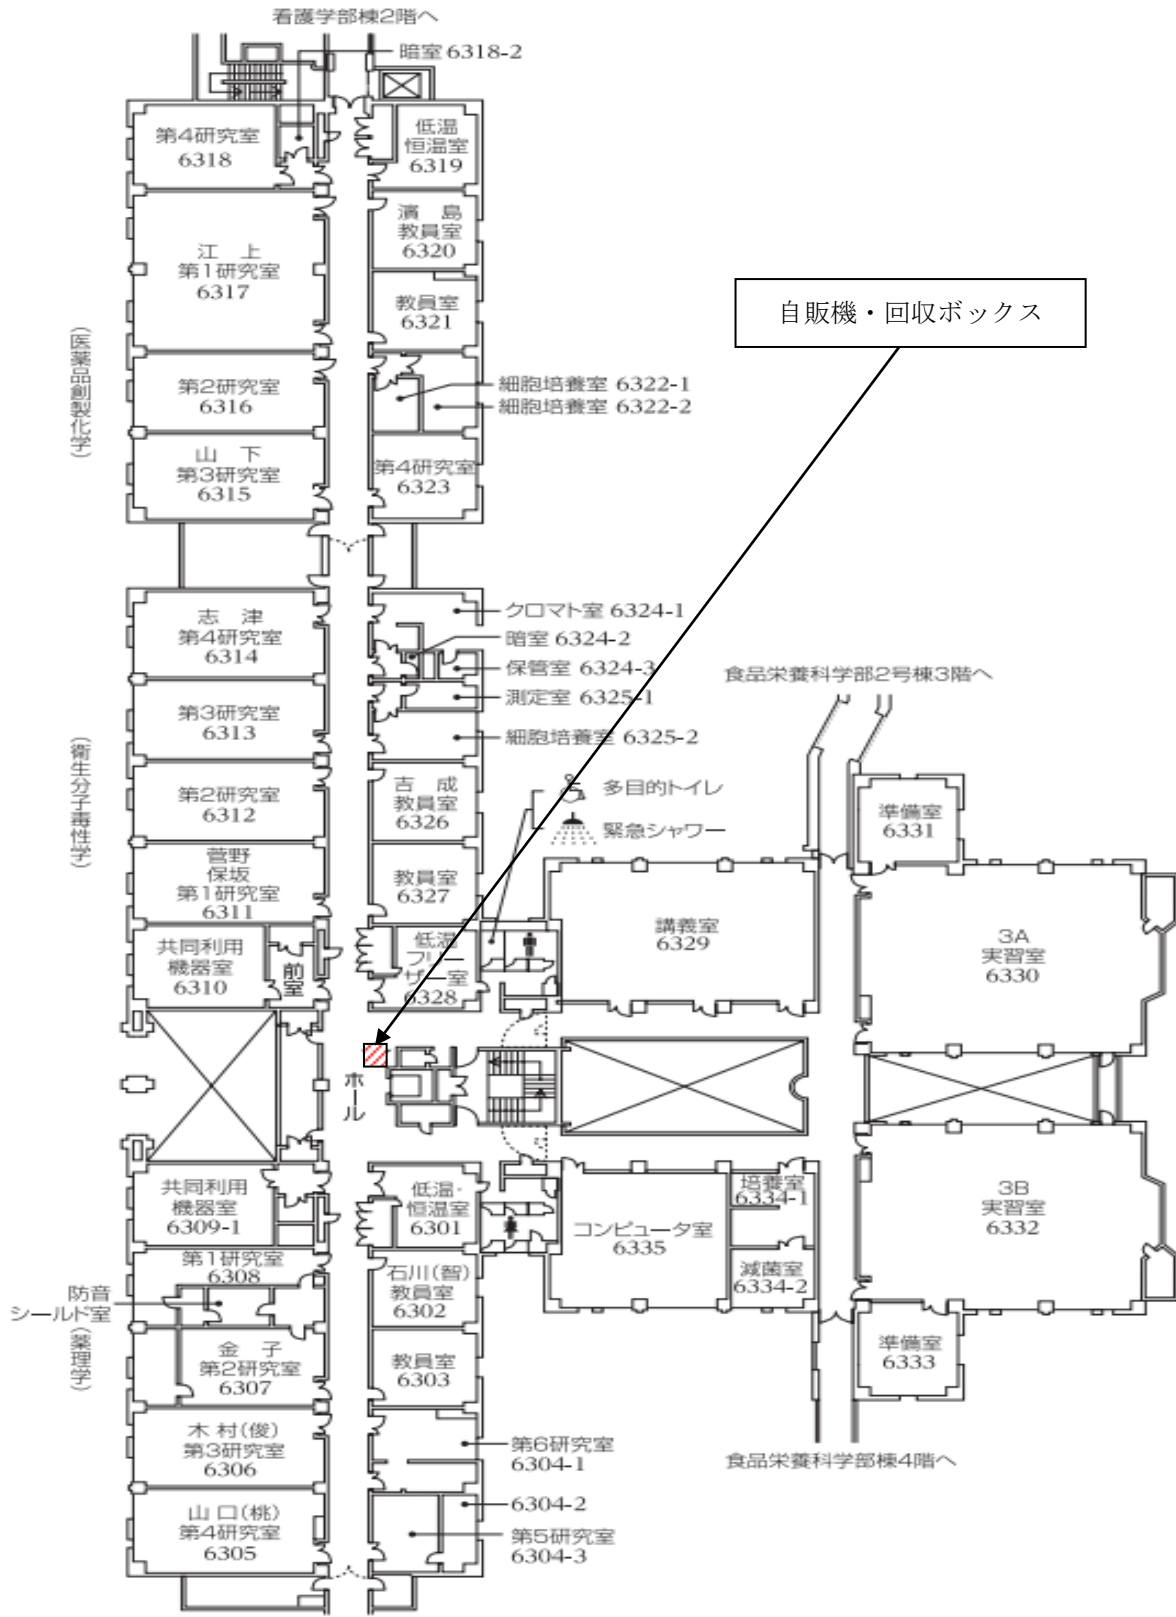 看護学部棟2階へ
暗室 6318-2
第4研究室
6318
低温
恒温室
6319
江 上
第1研究室
6317
濱 島
教員室
6320
教員室
6321
自販機・回収ボックス
(医薬品創製化学)
第2研究室
6316
細胞培養室 6322-1
細胞培養室 6322-2
山 下
第3研究室
6315
第4研究室
6323
志 津
第4研究室
6314
クロマト室 6324-1
暗室 6324-2
保管室 6324-3
測定室 6325-1
細胞培養室 6325-2
食品栄養科学部2号棟3階へ
第3研究室
6313
(衛生分子毒性学)
第2研究室
6312
吉 成
教員室
6326
多目的トイレ
緊急シャワー
準備室
6331
菅野
保坂
第1研究室
6311
教員室
6327
共同利用
機器室
6310
前室
低温
フリー
ザー室
6328
講義室
6329
3A
実習室
6330
ホール
共同利用
機器室
6309-1
低温・
恒温室
6301
コンピュータ室
6335
培養室
6334-1
滅菌室
6334-2
3B
実習室
6332
第1研究室
6308
防音
シールド室
石川(智)
教員室
6302
(薬理学)
金 子
第2研究室
6307
教員室
6303
準備室
6333
木 村(俊)
第3研究室
6306
第6研究室
6304-1
食品栄養科学部棟4階へ
山 口(桃)
第4研究室
6305
6304-2
第5研究室
6304-3